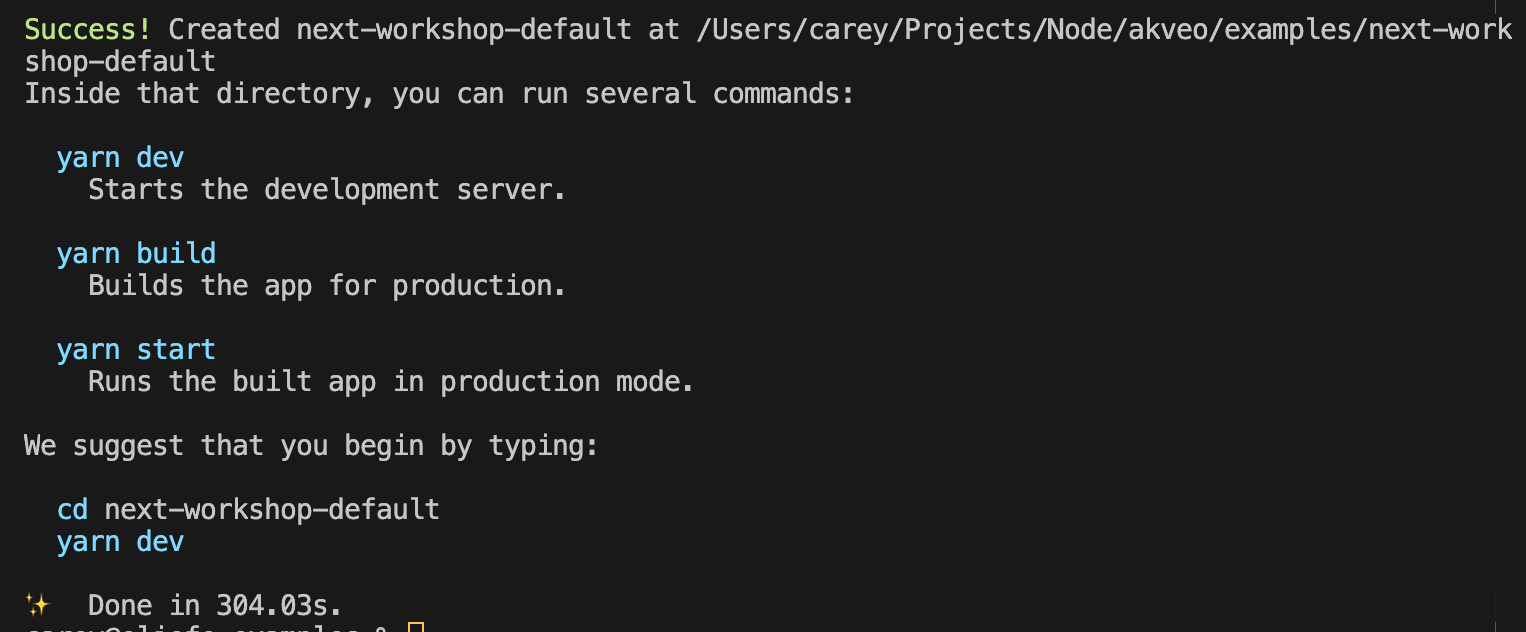 Success! Created next-workshop-default at /Users/carey/Projects/Node/akveo/examples/next-work
shop-default
Inside that directory, you can run several commands:
yarn dev
Starts the development server.
yarn build
Builds the app for production.
yarn start
Runs the built app in production mode.
We suggest that you begin by typing:
cd next-workshop-default
yarn dev
✨ Done in 304.03s.